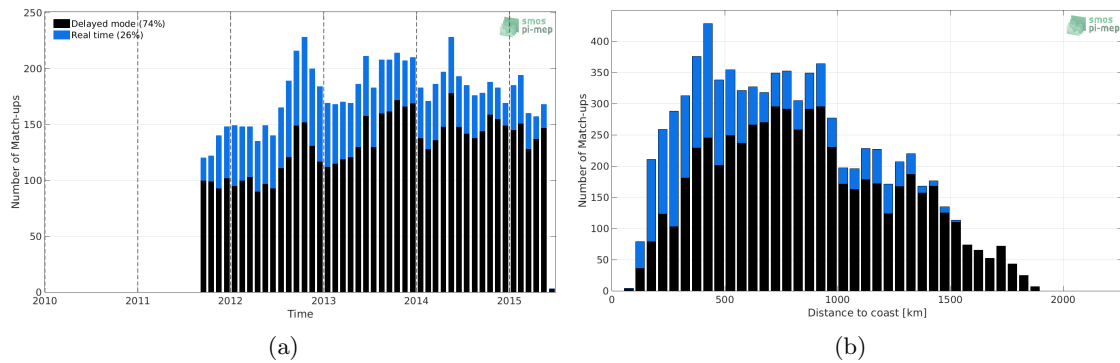 Delayed mode (74%)
Real time (26%)
smos
pi-mep
Number of Match-ups
250
200
150
100
50
0
2010
2011
2012
2013
2014
2015
Time
(a)
smos
pi-mep
Number of Match-ups
400
350
300
250
200
150
100
50
0
0
500
1000
1500
2000
Distance to coast [km]
(b)